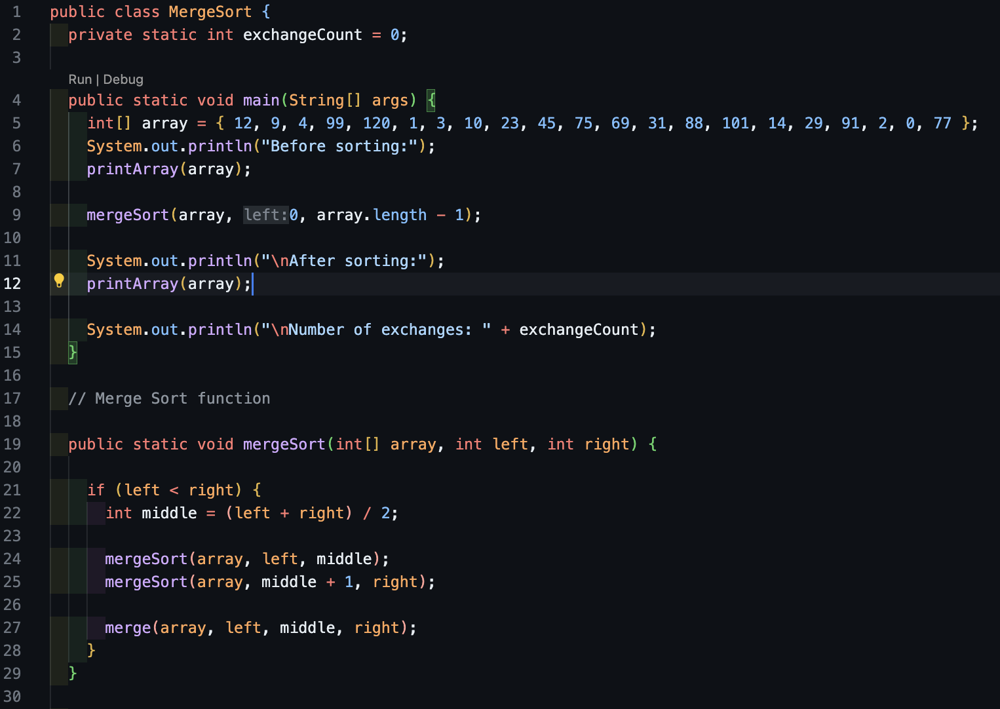 1 public class MergeSort {
2 private static int exchangeCount = 0;
3
Run | Debug
4 public static void main(String[] args) {
5 int[] array = { 12, 9, 4, 99, 120, 1, 3, 10, 23, 45, 75, 69, 31, 88, 101, 14, 29, 91, 2, 0, 77 };
6 System.out.println("Before sorting:");
7 printArray(array);
8
9 mergeSort(array, left:0, array.length - 1);
10
11 System.out.println("\nAfter sorting:");
12 printArray(array);
13
14 System.out.println("\nNumber of exchanges: " + exchangeCount);
15 }
16
17 // Merge Sort function
18
19 public static void mergeSort(int[] array, int left, int right) {
20
21 if (left < right) {
22 int middle = (left + right) / 2;
23
24 mergeSort(array, left, middle);
25 mergeSort(array, middle + 1, right);
26
27 merge(array, left, middle, right);
28 }
29 }
30